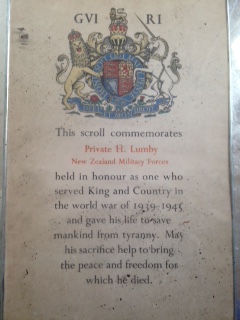 GVI RI
This scroll commemorates
Private H. Lumby
New Zealand Military Forces
held in honour as one who
served King and Country in
the world war of 1939-1945
and gave his life to save
mankind from tyranny. May
his sacrifice help to bring
the peace and freedom for
which he died.